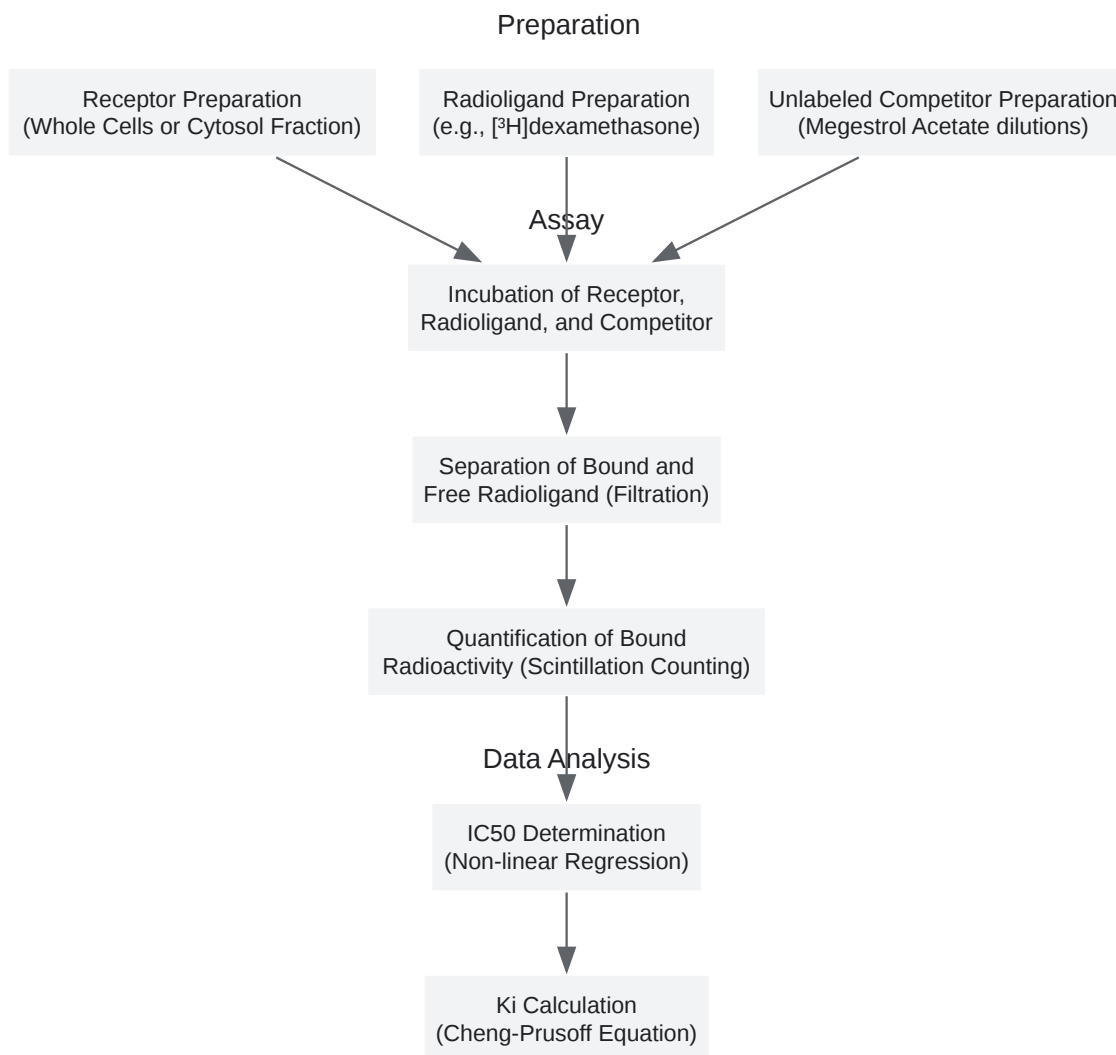 Preparation
Receptor Preparation
(Whole Cells or Cytosol Fraction)
Radioligand Preparation
(e.g., [³H]dexamethasone)
Unlabeled Competitor Preparation
(Megestrol Acetate dilutions)
Assay
Incubation of Receptor,
Radioligand, and Competitor
Separation of Bound and
Free Radioligand (Filtration)
Quantification of Bound
Radioactivity (Scintillation Counting)
Data Analysis
IC50 Determination
(Non-linear Regression)
Ki Calculation
(Cheng-Prusoff Equation)